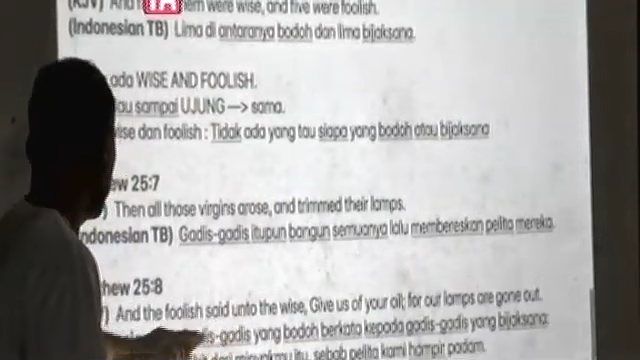 And them were wise, and five were foolish.
(Indonesian TB) Lima di antaranya bodoh dan lima bijaksana.
ada WISE AND FOOLISH.
sampai UJUNG —> sama.
dan foolish : Tidak ada yang tau siapa yang bodoh atau bijaksana
25:7
Then all those virgins arose, and trimmed their lamps.
TB) Gadis-gadis itupun bangun semuanya lalu membereskan pelita mereka.
25:8
And the foolish said unto the wise, Give us of your oil; for our lamps are gone out.
yang bodoh berkata kepada gadis-gadis yang bijaksana:
itu, sebab pelita kami hampir padam.